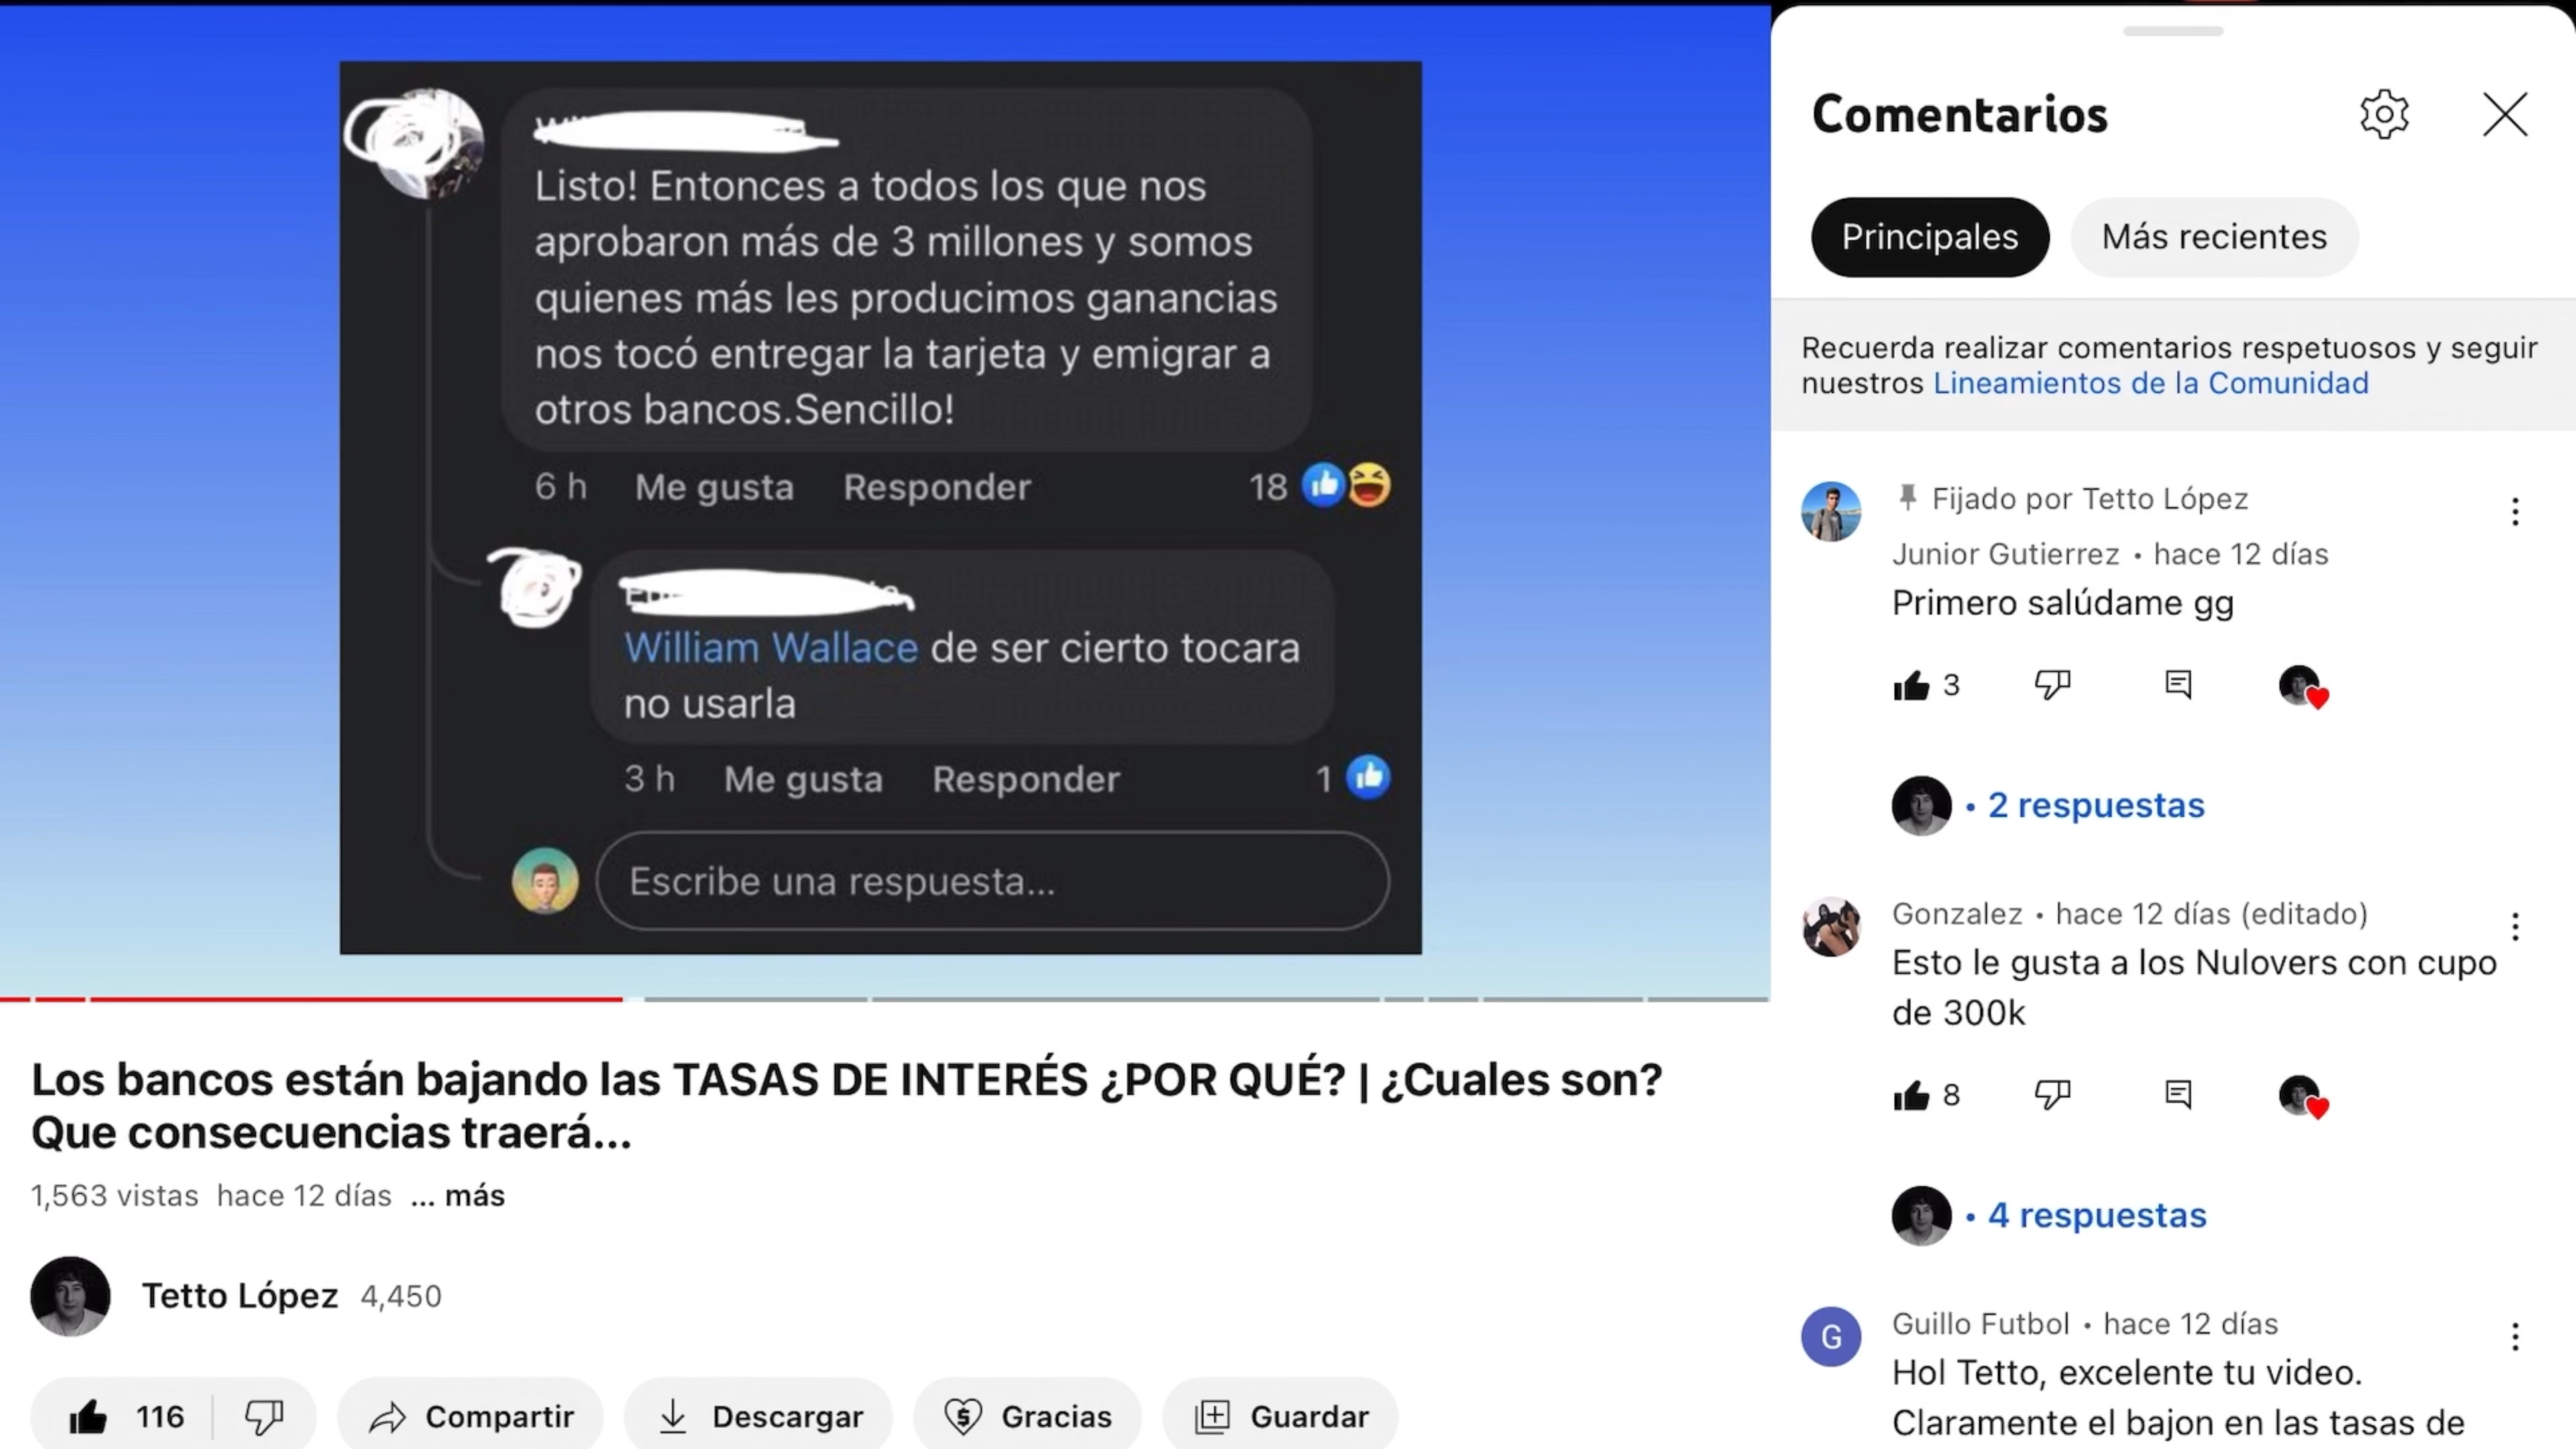 Listo! Entonces a todos los que nos
aprobaron más de 3 millones y somos
quienes más les producimos ganancias
nos tocó entregar la tarjeta y emigrar a
otros bancos.Sencillo!
6 h Me gusta Responder 18
William Wallace de ser cierto tocara
no usarla
3 h Me gusta Responder 1
Escribe una respuesta...
Los bancos están bajando las TASAS DE INTERÉS ¿POR QUÉ? | ¿Cuales son?
Que consecuencias traerá...
1,563 vistas hace 12 días ... más
Tetto López 4,450
116 Compartir Descargar Gracias Guardar
Comentarios
Principales Más recientes
Recuerda realizar comentarios respetuosos y seguir
nuestros Lineamientos de la Comunidad
Fijado por Tetto López
Junior Gutierrez • hace 12 días
Primero salúdame gg
3
• 2 respuestas
Gonzalez • hace 12 días (editado)
Esto le gusta a los Nulovers con cupo
de 300k
8
• 4 respuestas
G
Guillo Futbol • hace 12 días
Hol Tetto, excelente tu video.
Claramente el bajon en las tasas de